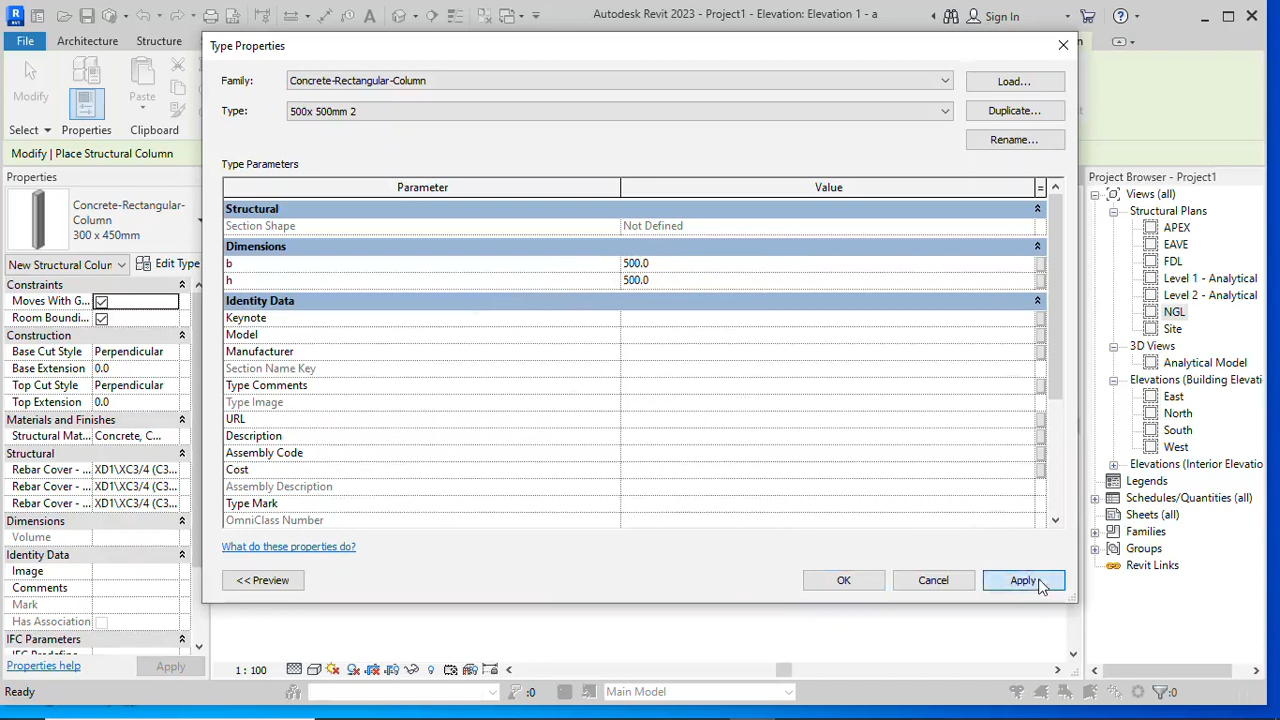 Autodesk Revit 2023 - Project1 - Elevation: Elevation 1 -
Sign In
File Architecture Structure
Modify Paste
Select Properties Clipboard
Modify | Place Structural Column
Properties
Concrete-Rectangular-
Column
300 x 450mm
New Structural Colur Edit Type
Constraints
Moves With G...
Room Boundi...
Construction
Base Cut Style Perpendicular
Base Extension 0.0
Top Cut Style Perpendicular
Top Extension 0.0
Materials and Finishes
Structural Mat... Concrete, C...
Structural
Rebar Cover - ... XD1\XC3/4 (C3...
Rebar Cover - ... XD1\XC3/4 (C3...
Rebar Cover - ... XD1\XC3/4 (C3...
Dimensions
Volume
Identity Data
Image
Comments
Mark
Has Association
IFC Parameters
Properties help Apply
Ready
Type Properties
Family: Concrete-Rectangular-Column Load...
Type: 500x 500mm 2 Duplicate...
Rename...
Type Parameters
Parameter Value =
Structural
Section Shape Not Defined
Dimensions
b 500.0
h 500.0
Identity Data
Keynote
Model
Manufacturer
Section Name Key
Type Comments
Type Image
URL
Description
Assembly Code
Cost
Assembly Description
Type Mark
OmniClass Number
What do these properties do?
<< Preview OK Cancel Apply
1 : 100
:0 Main Model :0
Project Browser - Project1
Views (all)
Structural Plans
APEX
EAVE
FDL
Level 1 - Analytical
Level 2 - Analytical
NGL
Site
3D Views
Analytical Model
Elevations (Building Elevati
East
North
South
West
Elevations (Interior Elevatio
Legends
Schedules/Quantities (all)
Sheets (all)
Families
Groups
Revit Links